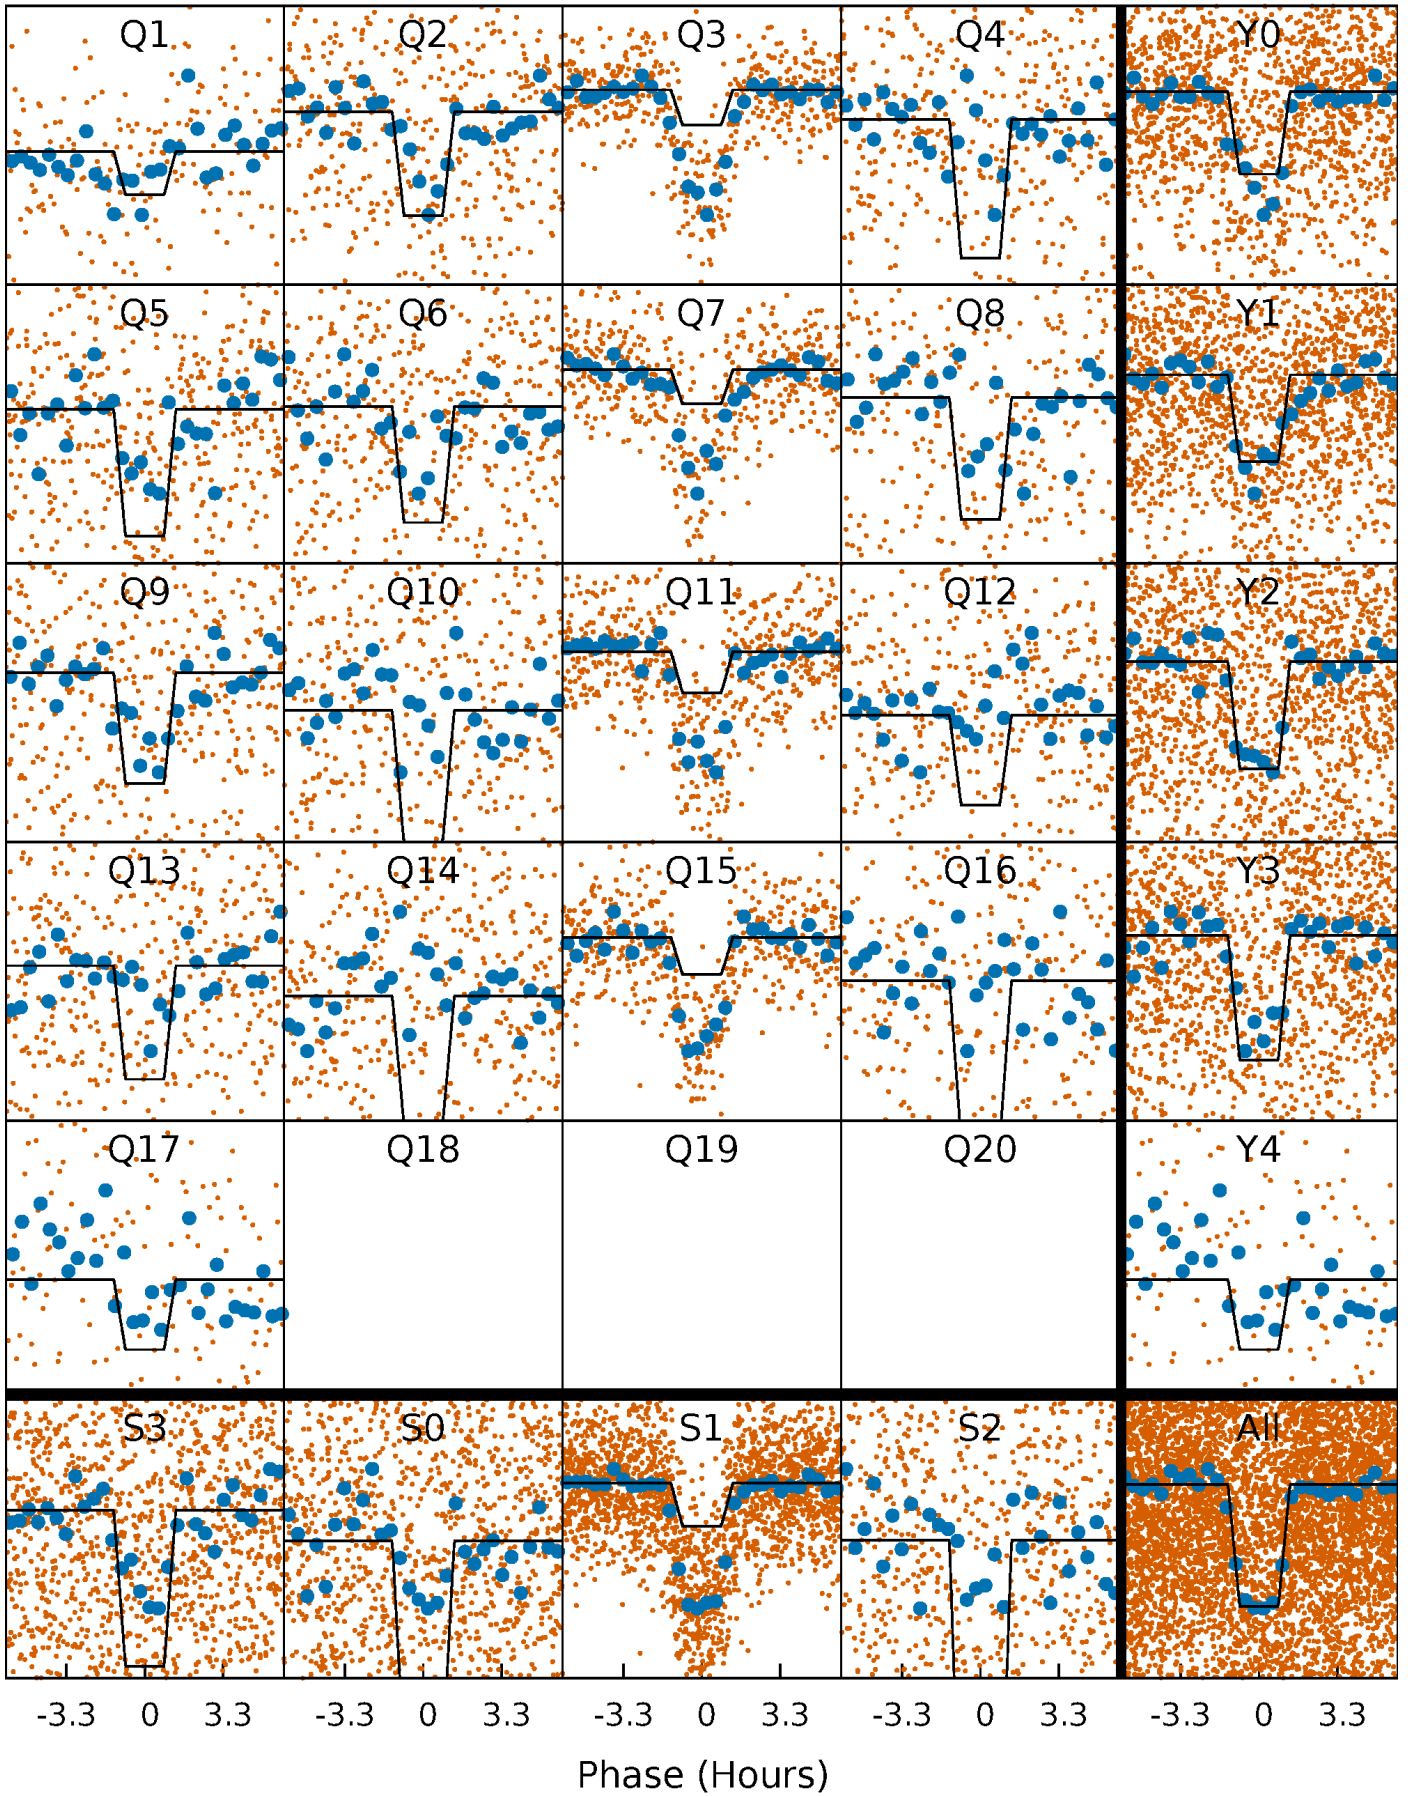 Q1 Q2 Q3 Q4 Y0
Q5 Q6 Q7 Q8 Y1
Q9 Q10 Q11 Q12 Y2
Q13 Q14 Q15 Q16 Y3
Q17 Q18 Q19 Q20 Y4
S3 S0 S1 S2 All
-3.3 0 3.3 -3.3 0 3.3 -3.3 0 3.3 -3.3 0 3.3 -3.3 0 3.3
Phase (Hours)